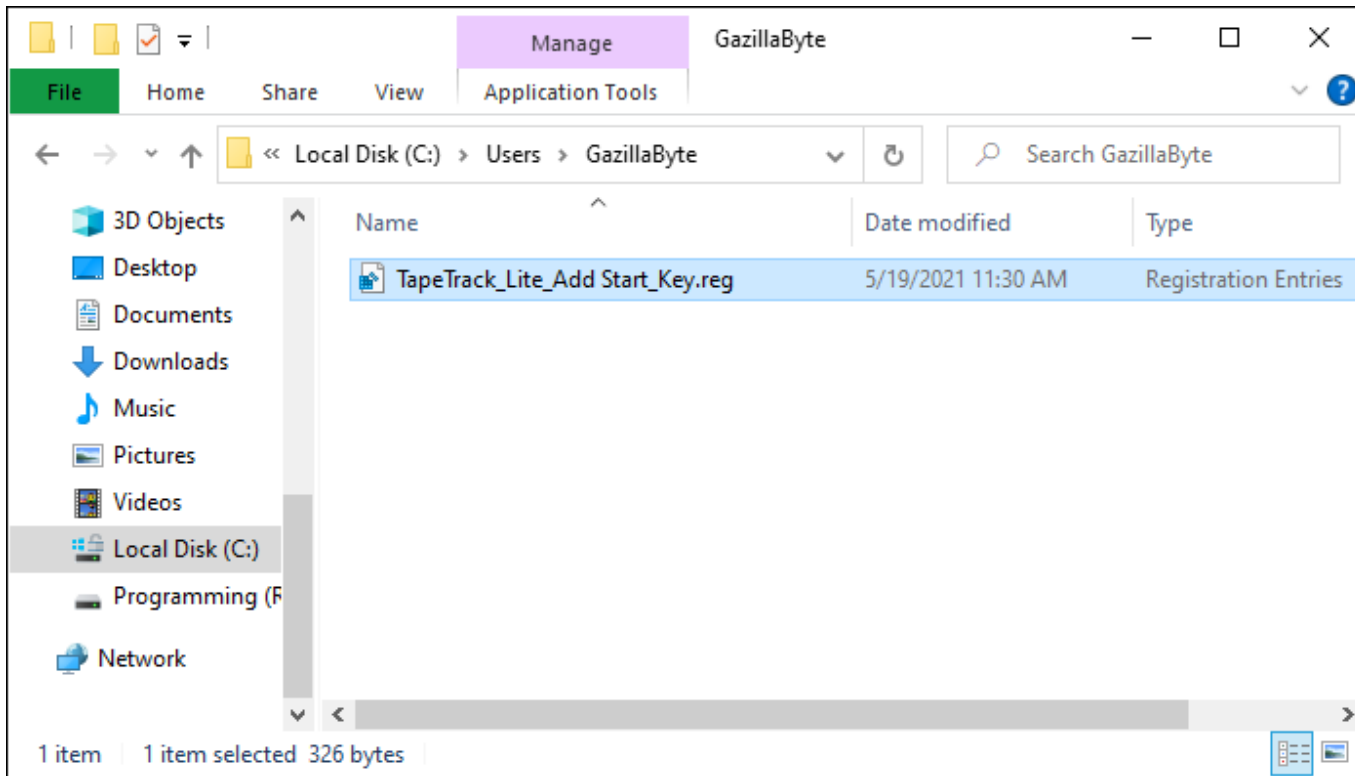 Manage
GazillaByte
File
Home
Share
View
Application Tools
?
« Local Disk (C:) > Users > GazillaByte
Search GazillaByte
Name
Date modified
Type
3D Objects
Desktop
Documents
Downloads
Music
Pictures
Videos
Local Disk (C:)
Programming (R
Network
TapeTrack_Lite_Add Start_Key.reg
5/19/2021 11:30 AM
Registration Entries
1 item
1 item selected 326 bytes